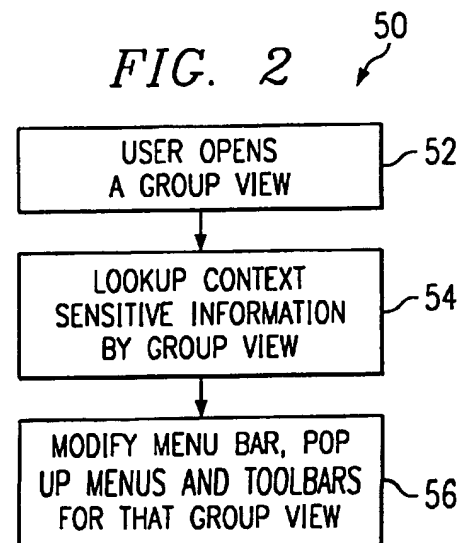 50
FIG. 2
USER OPENS
A GROUP VIEW
52
LOOKUP CONTEXT
SENSITIVE INFORMATION
BY GROUP VIEW
54
MODIFY MENU BAR, POP
UP MENUS AND TOOLBARS
FOR THAT GROUP VIEW
56